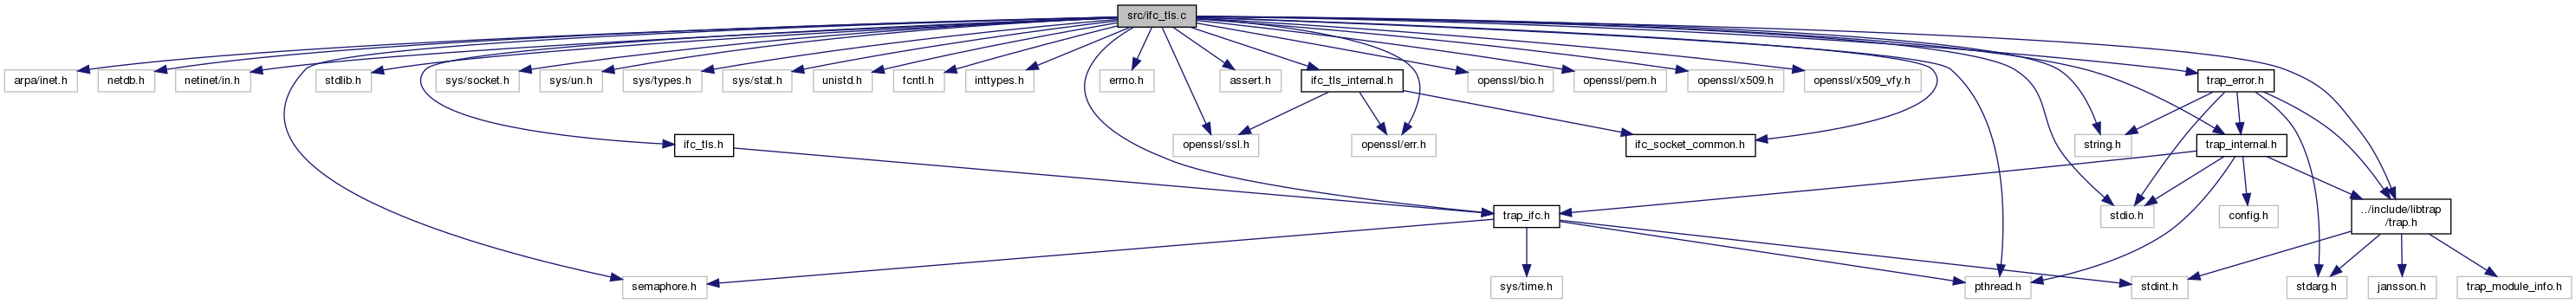 src/ifc_tls.c
arpa/inet.h
netdb.h
netinet/in.h
stdlib.h
sys/socket.h
sys/un.h
sys/types.h
sys/stat.h
unistd.h
fcntl.h
inttypes.h
errno.h
assert.h
ifc_tls_internal.h
openssl/bio.h
openssl/pem.h
openssl/x509.h
openssl/x509_vfy.h
trap_error.h
ifc_tls.h
openssl/ssl.h
openssl/err.h
ifc_socket_common.h
string.h
trap_internal.h
trap_ifc.h
stdio.h
config.h
../include/libtrap
/trap.h
semaphore.h
sys/time.h
pthread.h
stdint.h
stdarg.h
jansson.h
trap_module_info.h